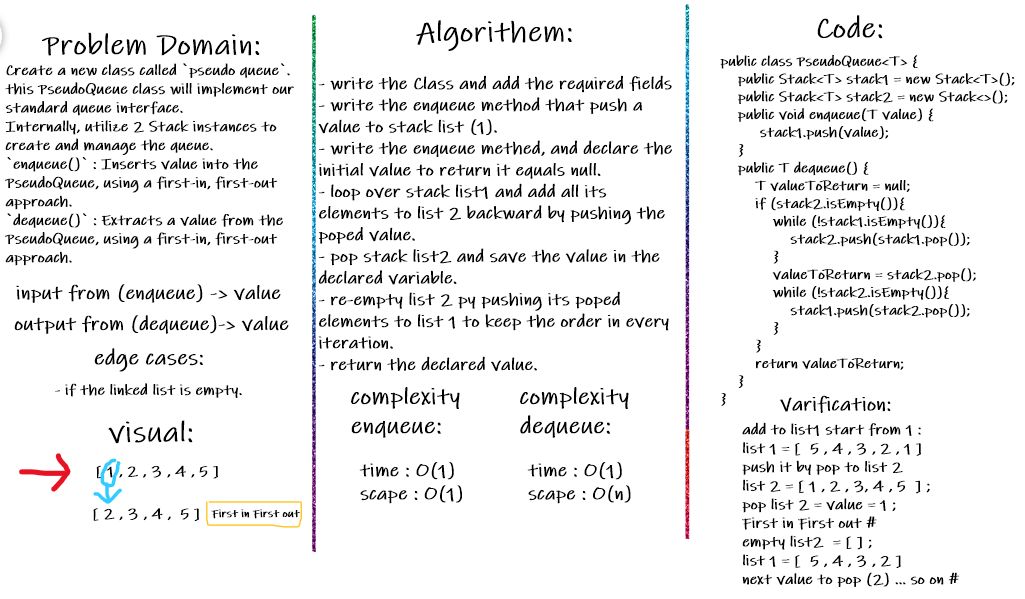 Problem Domain:
Create a new class called `pseudo queue`.
this PseudoQueue class will implement our
standard queue interface.
Internally, utilize 2 Stack instances to
create and manage the queue.
`enqueue()` : Inserts value into the
PseudoQueue, using a first-in, first-out
approach.
`dequeue()` : Extracts a value from the
PseudoQueue, using a first-in, first-out
approach.
input from (enqueue) -> value
output from (dequeue)-> value
edge cases:
- if the linked list is empty.
visual:
[ 1 , 2 , 3 , 4 , 5 ]
[ 2 , 3 , 4 , 5 ] First in First out
Algorithem:
- write the Class and add the required fields
- write the enqueue method that push a
value to stack list (1).
- write the enqueue methed, and declare the
initial value to return it equals null.
- loop over stack list1 and add all its
elements to list 2 backward by pushing the
poped value.
- pop stack list2 and save the value in the
declared variable.
- re-empty list 2 py pushing its poped
elements to list 1 to keep the order in every
iteration.
- return the declared value.
complexity
enqueue:
time : O(1)
scape : O(1)
complexity
dequeue:
time : O(1)
scape : O(n)
Code:
public class PseudoQueue<T> {
public Stack<T> stack1 = new Stack<T>();
public Stack<T> stack2 = new Stack<>();
public void enqueue(T value) {
stack1.push(value);
}
public T dequeue() {
T valueToReturn = null;
if (stack2.isEmpty()){
while (!stack1.isEmpty()){
stack2.push(stack1.pop());
}
valueToReturn = stack2.pop();
while (!stack2.isEmpty()){
stack1.push(stack2.pop());
}
}
return valueToReturn;
}
}
Varification:
add to list1 start from 1 :
list 1 = [ 5 , 4 , 3 , 2 , 1 ]
push it by pop to list 2
list 2 = [ 1 , 2 , 3, 4 , 5 ] ;
pop list 2 = value = 1 ;
First in First out #
empty list2 = [ ] ;
list 1 = [ 5 , 4 , 3 , 2 ]
next value to pop (2) ... so on #